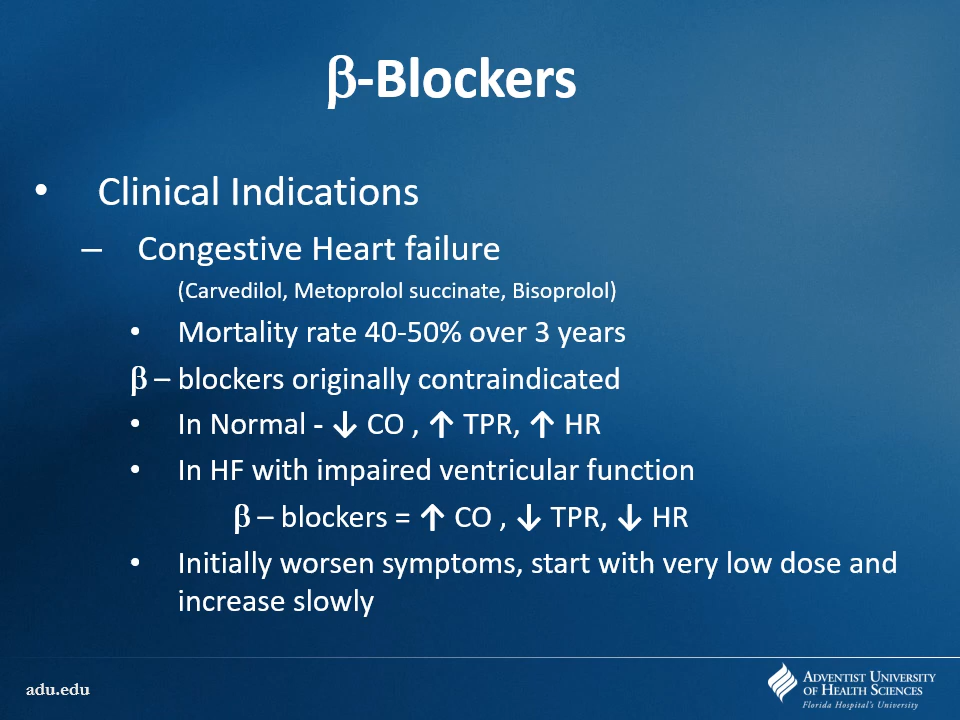 β-Blockers
• Clinical Indications
– Congestive Heart failure
(Carvedilol, Metoprolol succinate, Bisoprolol)
• Mortality rate 40-50% over 3 years
β – blockers originally contraindicated
• In Normal - ↓ CO , ↑ TPR, ↑ HR
• In HF with impaired ventricular function
β – blockers = ↑ CO , ↓ TPR, ↓ HR
• Initially worsen symptoms, start with very low dose and
increase slowly
adu.edu
ADVENTIST UNIVERSITY
OF HEALTH SCIENCES
Florida Hospital's University